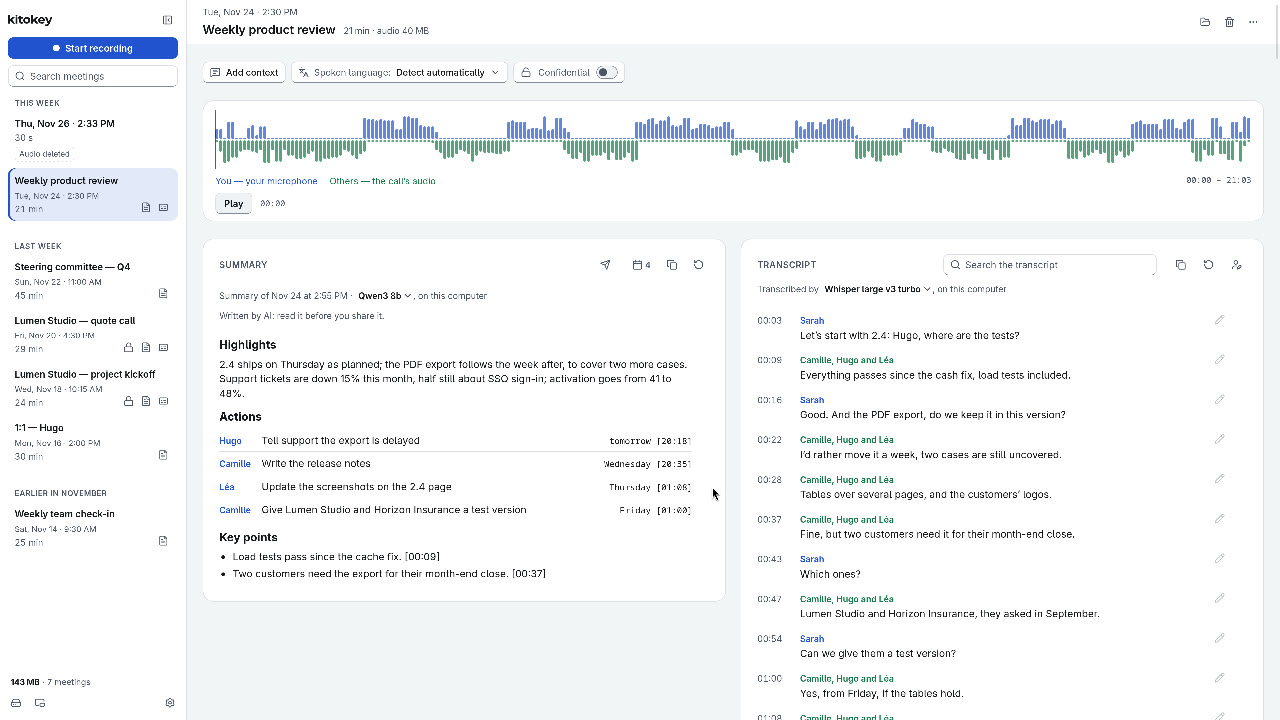 kitokey
Start recording
Search meetings
THIS WEEK
Thu, Nov 26 · 2:33 PM
30 s
Audio deleted
Weekly product review
Tue, Nov 24 · 2:30 PM
21 min
LAST WEEK
Steering committee — Q4
Sun, Nov 22 · 11:00 AM
45 min
Lumen Studio — quote call
Fri, Nov 20 · 4:30 PM
29 min
Lumen Studio — project kickoff
Wed, Nov 18 · 10:15 AM
24 min
1:1 — Hugo
Mon, Nov 16 · 2:00 PM
30 min
EARLIER IN NOVEMBER
Weekly team check-in
Sat, Nov 14 · 9:30 AM
25 min
143 MB · 7 meetings
Tue, Nov 24 · 2:30 PM
Weekly product review 21 min · audio 40 MB
Add context
Spoken language: Detect automatically
Confidential
You — your microphone Others — the call's audio 00:00 – 21:03
Play 00:00
SUMMARY 4
Summary of Nov 24 at 2:55 PM · Qwen3 8b , on this computer
Written by AI: read it before you share it.
Highlights
2.4 ships on Thursday as planned; the PDF export follows the week after, to cover two more cases.
Support tickets are down 15% this month, half still about SSO sign-in; activation goes from 41 to
48%.
Actions
Hugo Tell support the export is delayed tomorrow [20:18]
Camille Write the release notes Wednesday [20:35]
Léa Update the screenshots on the 2.4 page Thursday [01:08]
Camille Give Lumen Studio and Horizon Insurance a test version Friday [01:00]
Key points
• Load tests pass since the cache fix. [00:09]
• Two customers need the export for their month-end close. [00:37]
TRANSCRIPT Search the transcript
Transcribed by Whisper large v3 turbo , on this computer
00:03 Sarah
Let's start with 2.4: Hugo, where are the tests?
00:09 Camille, Hugo and Léa
Everything passes since the cash fix, load tests included.
00:16 Sarah
Good. And the PDF export, do we keep it in this version?
00:22 Camille, Hugo and Léa
I'd rather move it a week, two cases are still uncovered.
00:28 Camille, Hugo and Léa
Tables over several pages, and the customers' logos.
00:37 Camille, Hugo and Léa
Fine, but two customers need it for their month-end close.
00:43 Sarah
Which ones?
00:47 Camille, Hugo and Léa
Lumen Studio and Horizon Insurance, they asked in September.
00:54 Sarah
Can we give them a test version?
01:00 Camille, Hugo and Léa
Yes, from Friday, if the tables hold.
01:08 Camille, Hugo and Léa